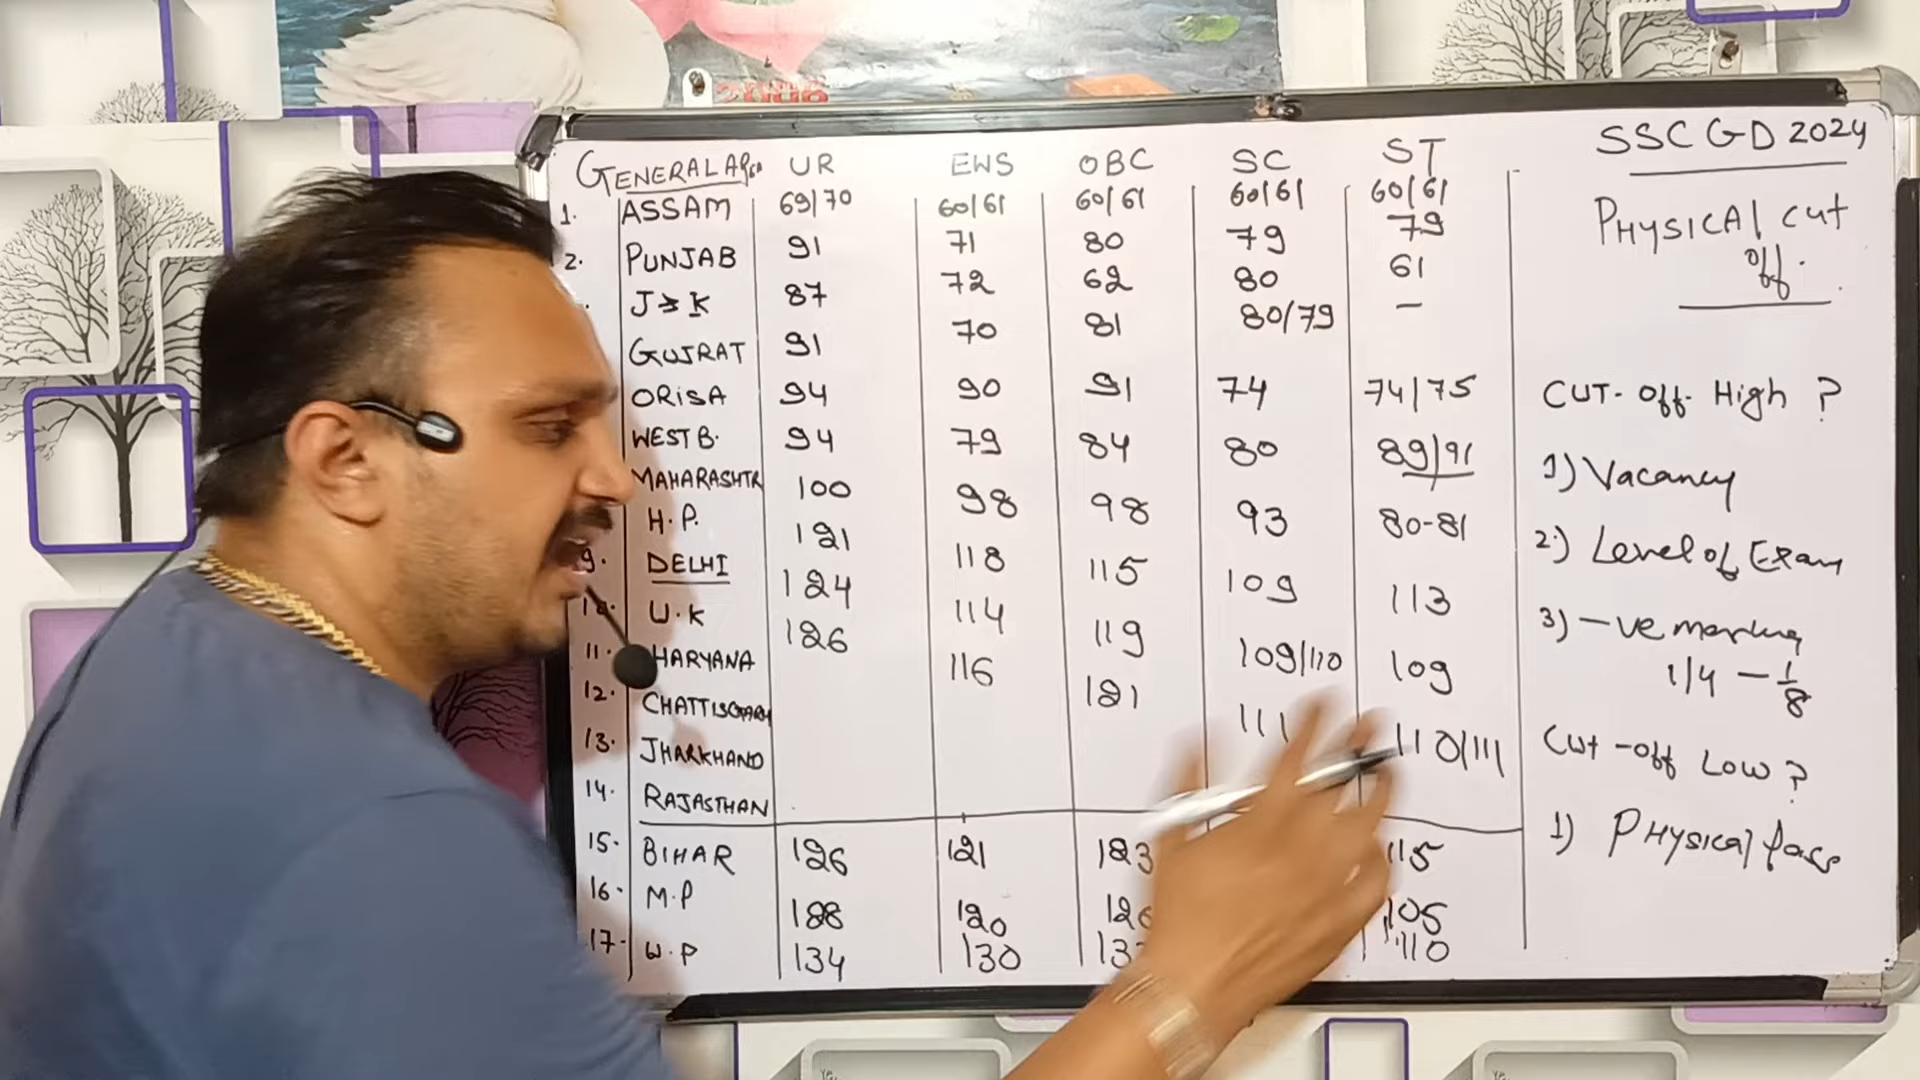 2006
SSC GD 2024
GENERAL Area UR EWS OBC SC ST
1. ASSAM 69/70 60/61 60/61 60/61 60/61
2. PUNJAB 91 71 80 79 79
J&K 87 72 62 80 61
GUJRAT 91 70 81 80/79 –
ORISA 94 90 91 74 74/75
WEST B. 94 79 84 80 89/91
MAHARASHTR 100 98 98 93 80-81
H.P. 121 118 115 109 113
9. DELHI 124 114 119 109/110 109
10. U.K 126 116 121 111 110/111
11. HARYANA
12. CHATTISGARH
13. JHARKHAND
14. RAJASTHAN
15. BIHAR 126 121 123 115
16. M.P 128 120 105
17. U.P 134 130 110
PHYSICAL cut
off.
CUT-off High ?
1) Vacancy
2.) Level of Exam
3) -ve marking
1/4 – 1/8
Cut-off Low ?
1) PHysical pass